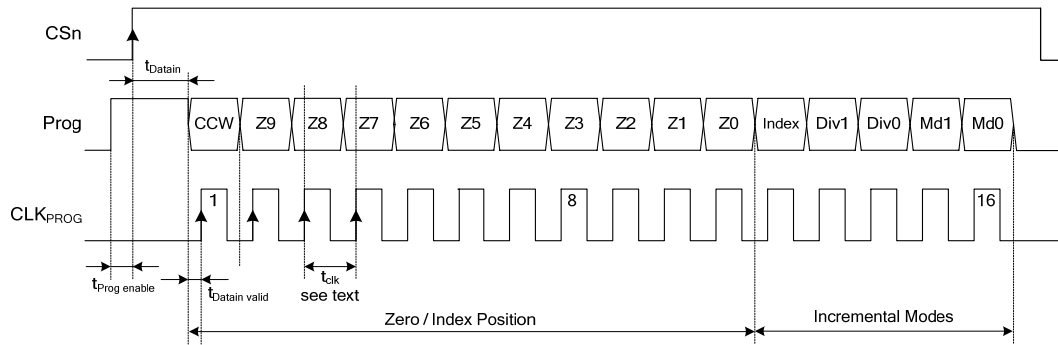 CSn
tDatain
Prog
CCW Z9 Z8 Z7 Z6 Z5 Z4 Z3 Z2 Z1 Z0 Index Div1 Div0 Md1 Md0
CLKPROG
1 8 16
tProg enable
tDatain valid
tclk
see text
Zero / Index Position
Incremental Modes